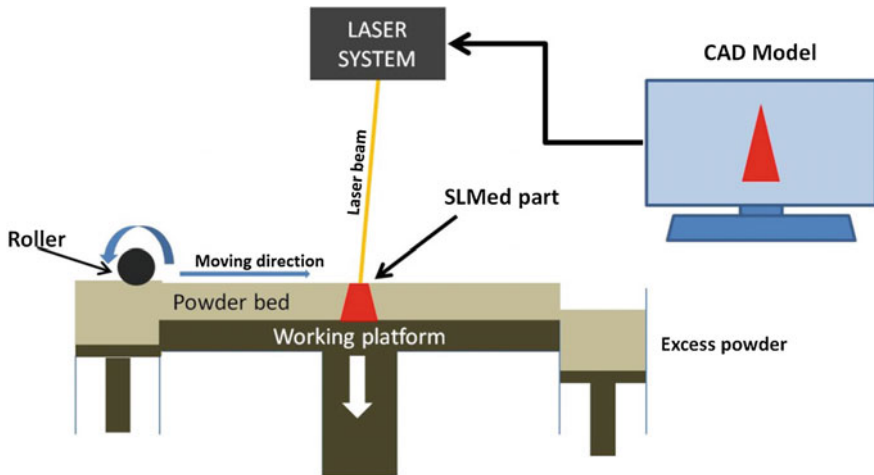 LASER
SYSTEM
CAD Model
Laser beam
SLMed part
Roller
Moving direction
Powder bed
Working platform
Excess powder